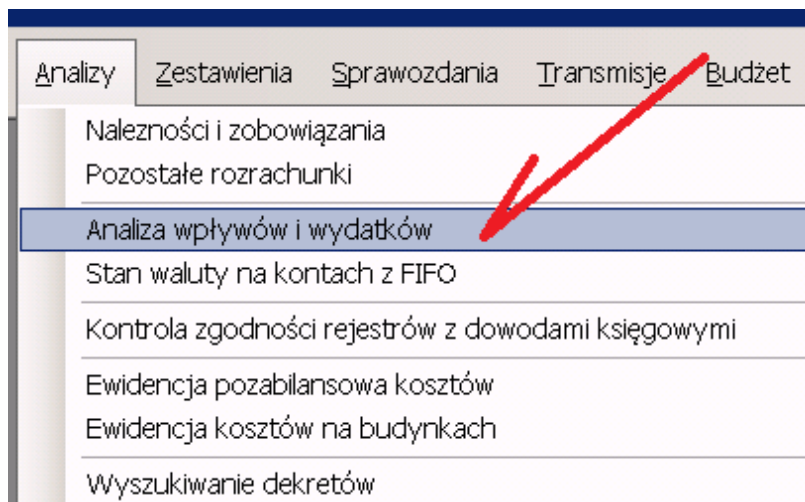 Analizy Zestawienia Sprawozdania Transmisje Budżet
Nalezności i zobowiązania
Pozostałe rozrachunki
Analiza wpływów i wydatków
Stan waluty na kontach z FIFO
Kontrola zgodności rejestrów z dowodami księgowymi
Ewidencja pozabilansowa kosztów
Ewidencja kosztów na budynkach
Wyszukiwanie dekretów